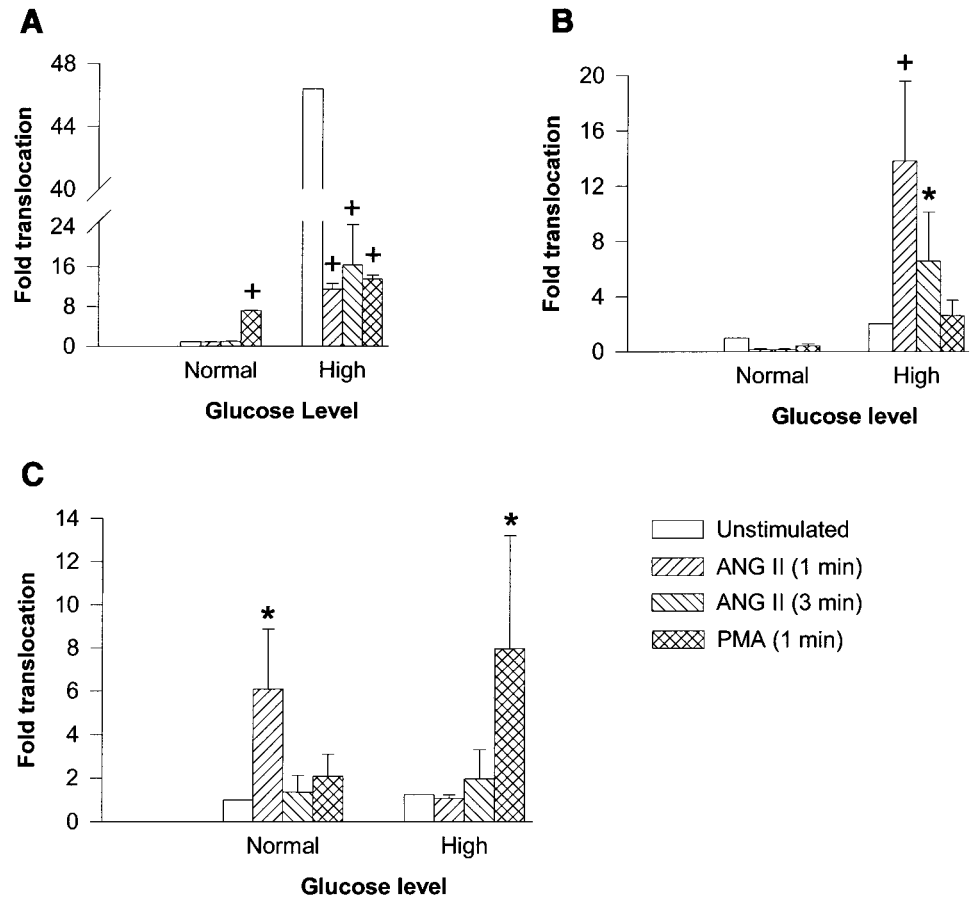 A
48
44
40
24
16
8
0
Fold translocation
+
+
+
+
Normal
High
Glucose Level
B
20
16
12
8
4
0
Fold translocation
+
*
Normal
High
Glucose level
C
14
12
10
8
6
4
2
0
Fold translocation
*
*
Normal
High
Glucose level
Unstimulated
ANG II (1 min)
ANG II (3 min)
PMA (1 min)